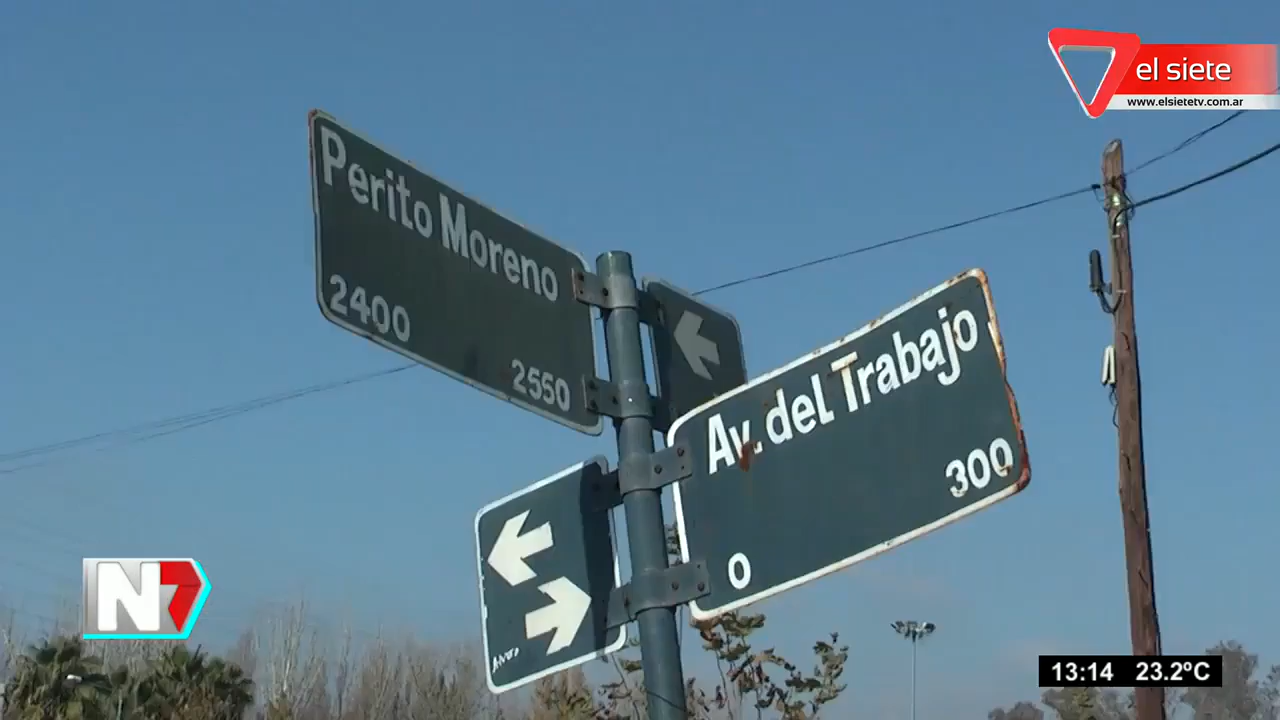 el siete
www.elsietetv.com.ar
Perito Moreno
2400
2550
Av. del Trabajo
300
0
N7
13:14 23.2°C